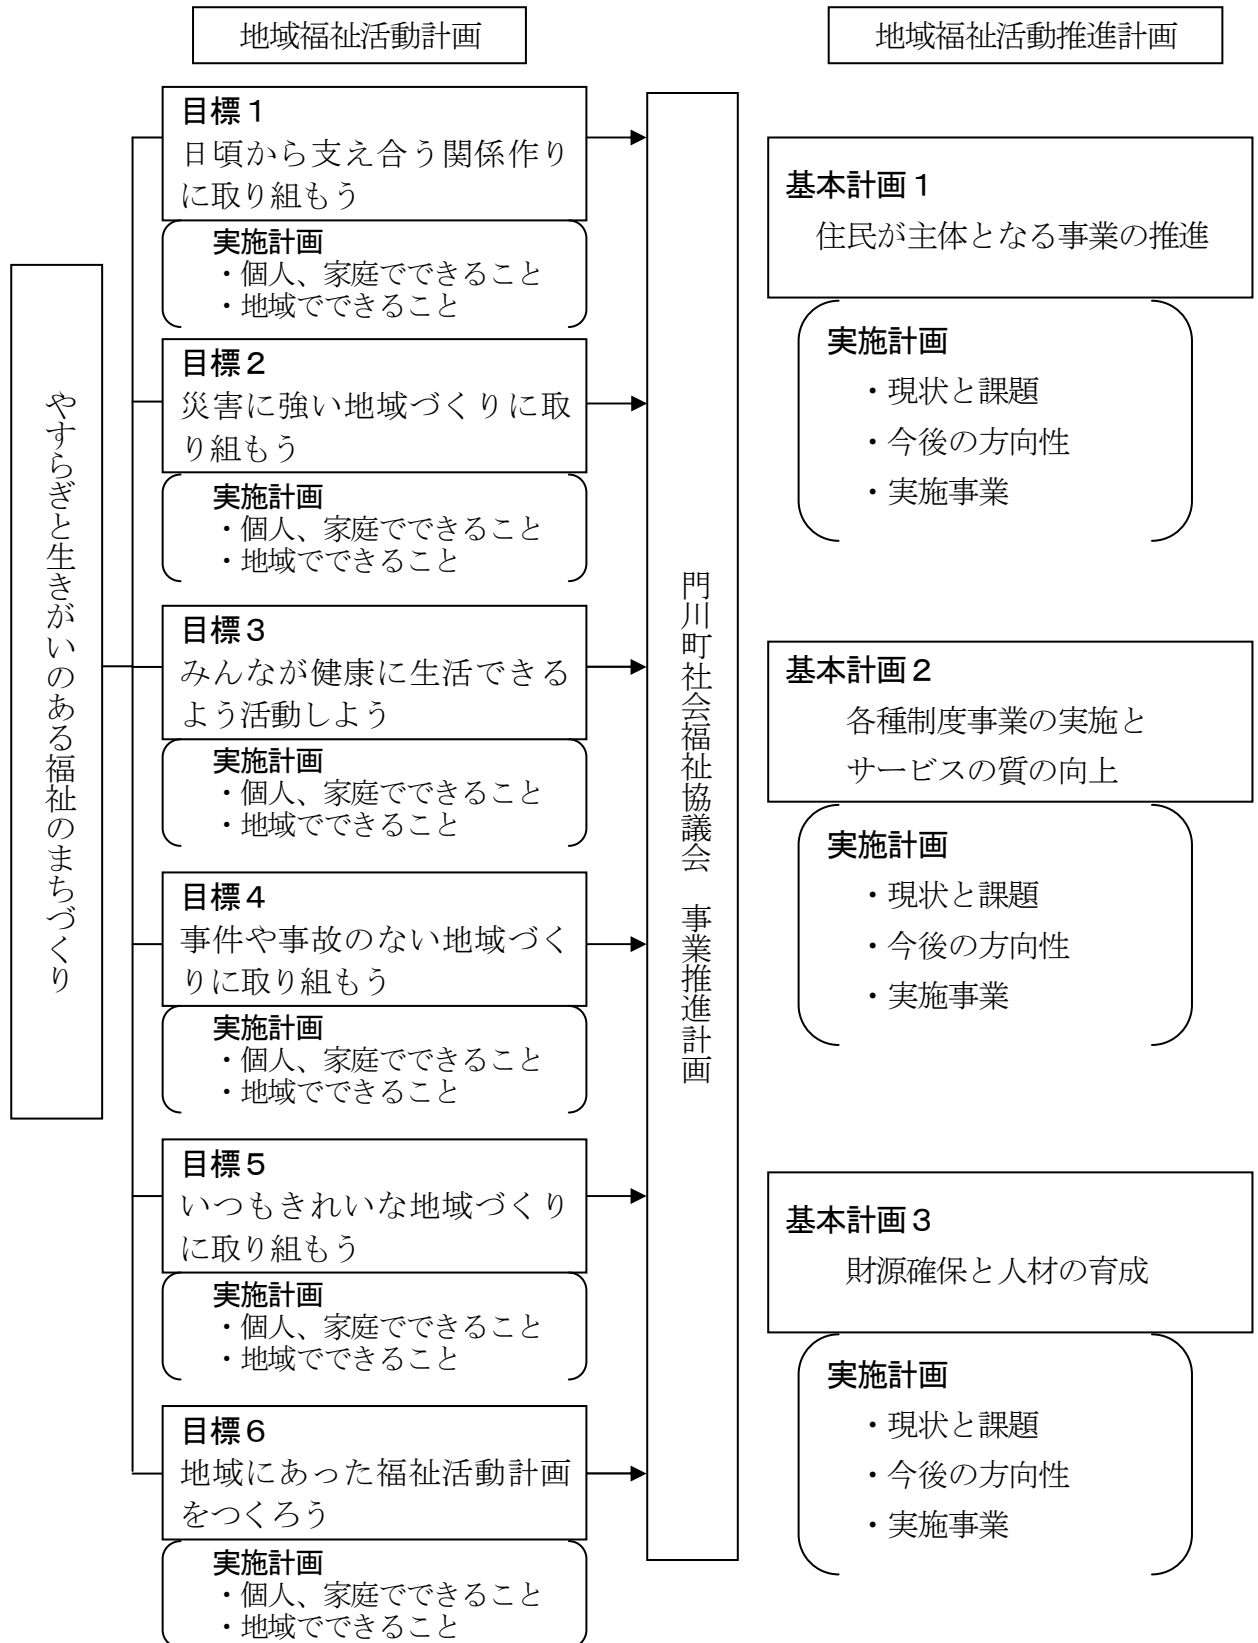 地域福祉活動計画
地域福祉活動推進計画
やすらぎと生きがいのある福祉のまちづくり
目標1
日頃から支え合う関係作り
に取り組もう
実施計画
・個人、家庭でできること
・地域でできること
目標2
災害に強い地域づくりに取
り組もう
実施計画
・個人、家庭でできること
・地域でできること
目標3
みんなが健康に生活できる
よう活動しよう
実施計画
・個人、家庭でできること
・地域でできること
目標4
事件や事故のない地域づく
りに取り組もう
実施計画
・個人、家庭でできること
・地域でできること
目標5
いつもきれいな地域づくり
に取り組もう
実施計画
・個人、家庭でできること
・地域でできること
目標6
地域にあった福祉活動計画
をつくろう
実施計画
・個人、家庭でできること
・地域でできること
門川町社会福祉協議会　事業推進計画
基本計画1
住民が主体となる事業の推進
実施計画
・現状と課題
・今後の方向性
・実施事業
基本計画2
各種制度事業の実施と
サービスの質の向上
実施計画
・現状と課題
・今後の方向性
・実施事業
基本計画3
財源確保と人材の育成
実施計画
・現状と課題
・今後の方向性
・実施事業